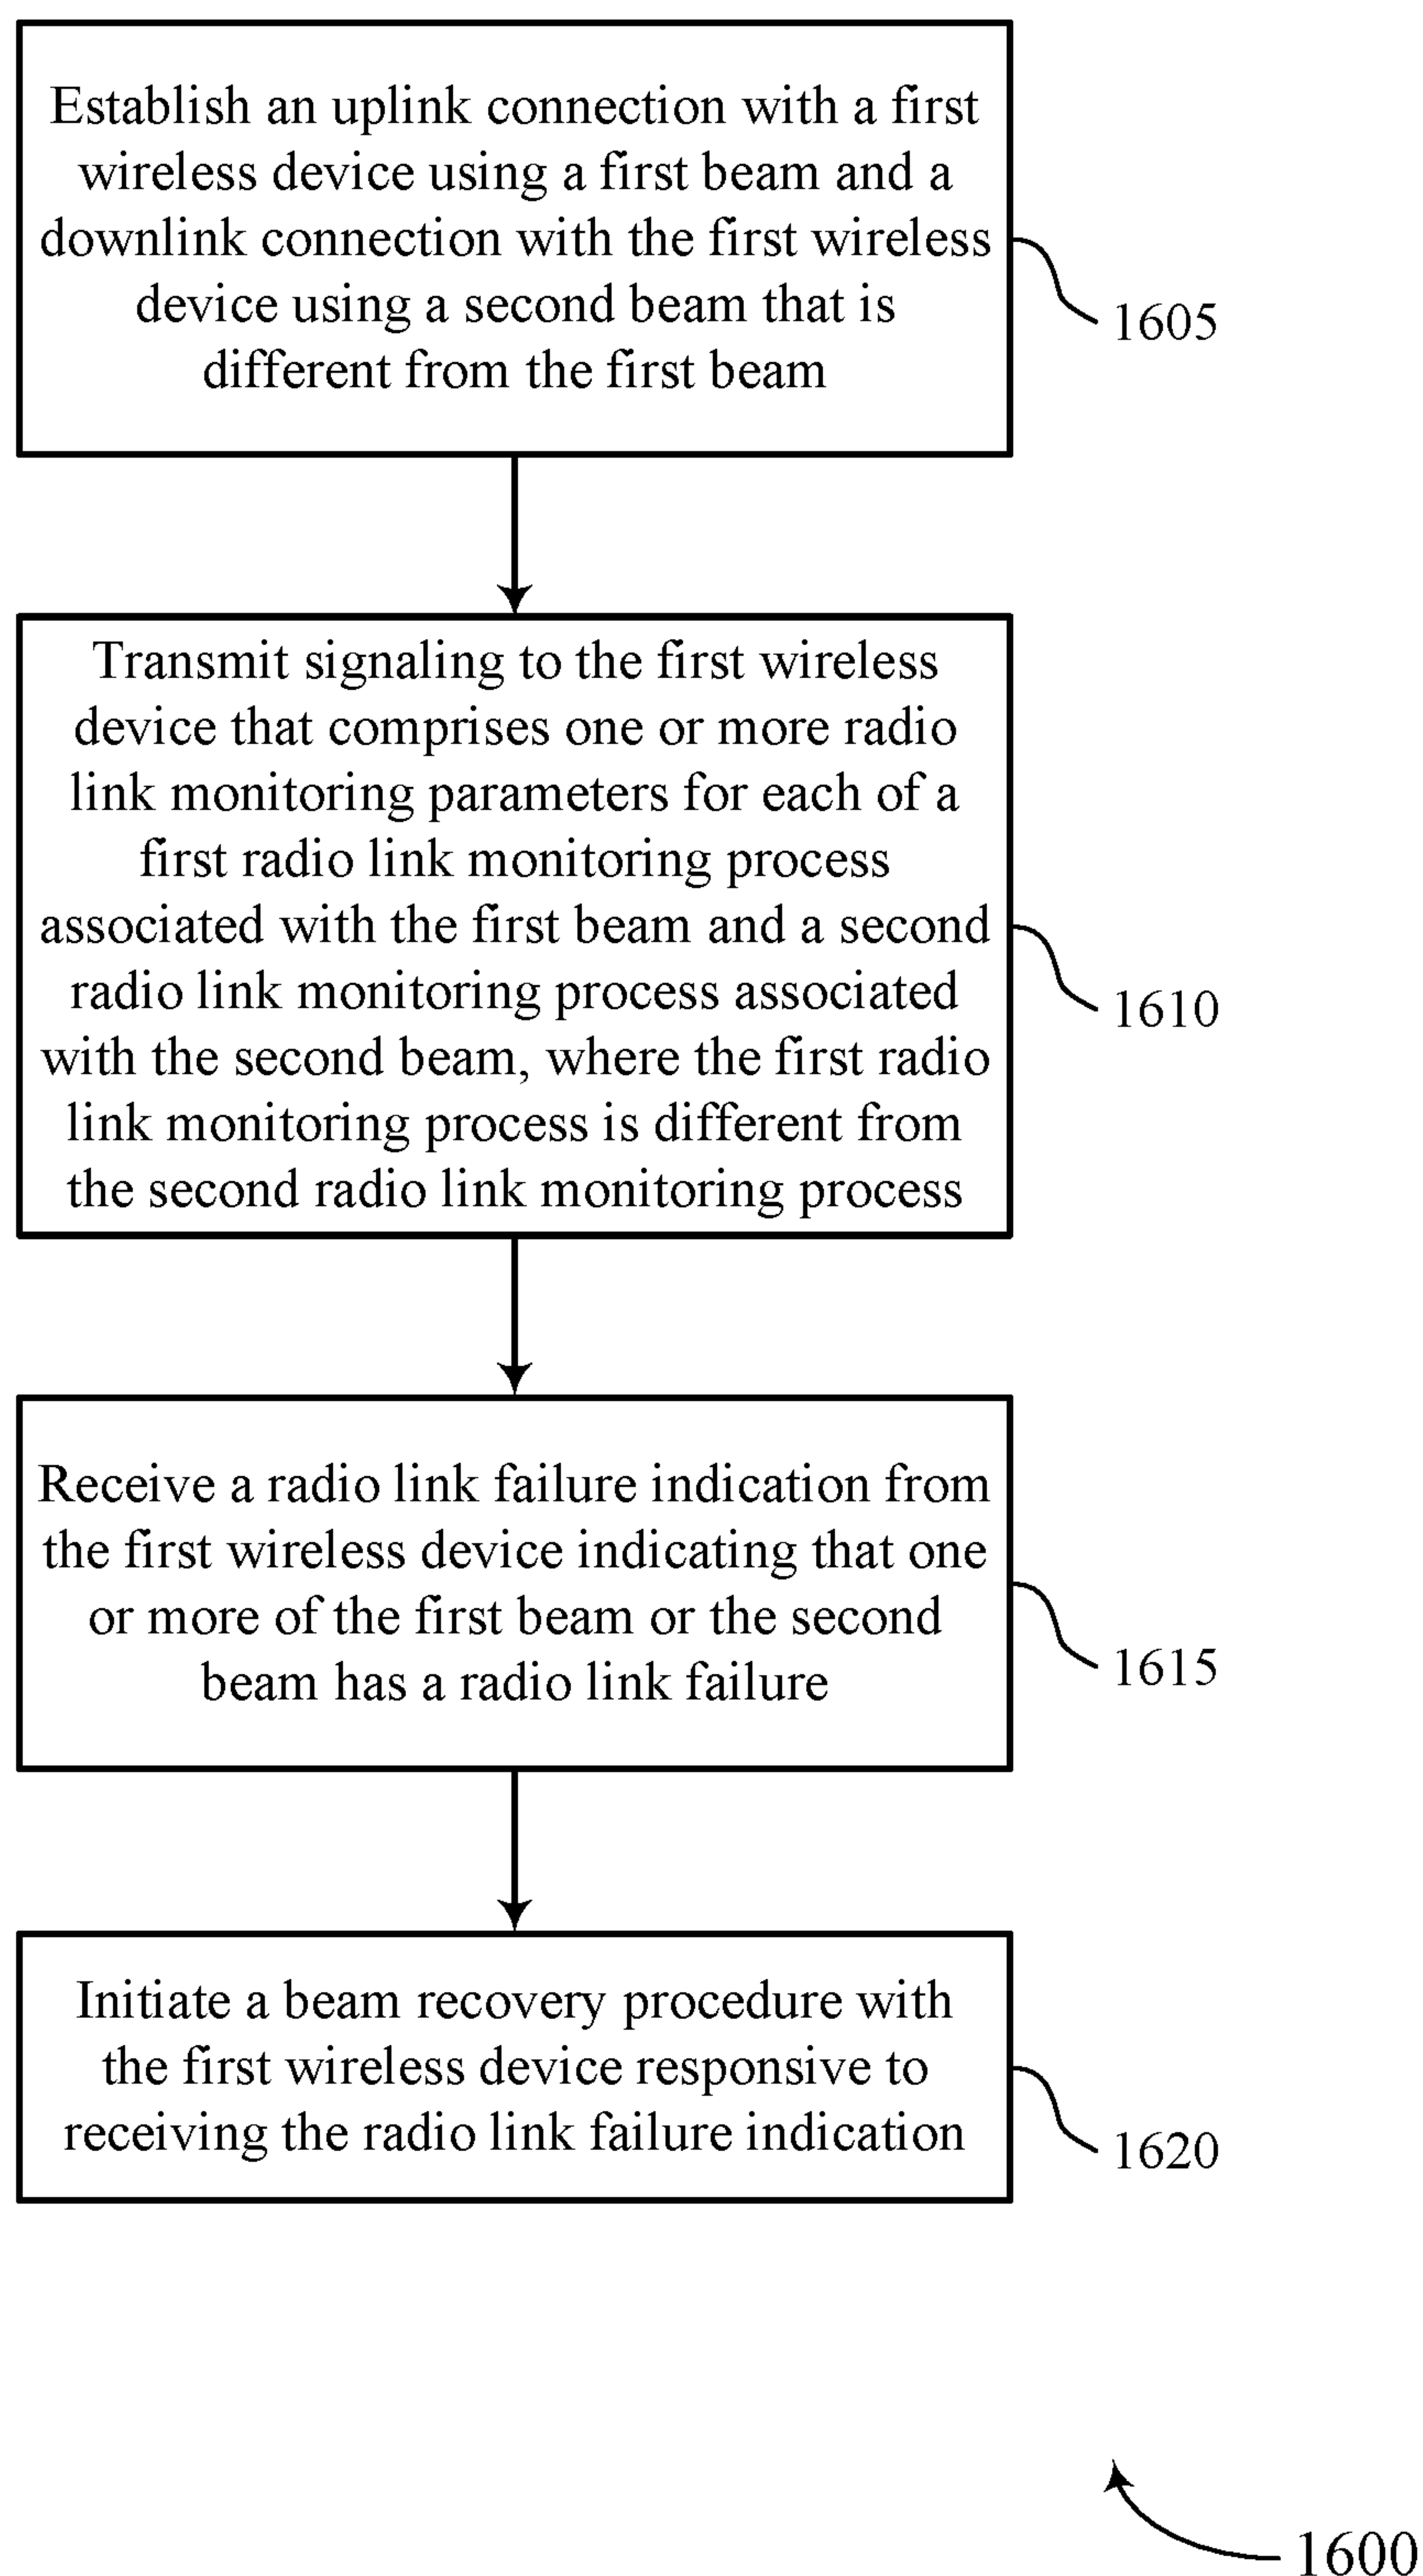 Establish an uplink connection with a first
wireless device using a first beam and a
downlink connection with the first wireless
device using a second beam that is
different from the first beam
1605
Transmit signaling to the first wireless
device that comprises one or more radio
link monitoring parameters for each of a
first radio link monitoring process
associated with the first beam and a second
radio link monitoring process associated
with the second beam, where the first radio
link monitoring process is different from
the second radio link monitoring process
1610
Receive a radio link failure indication from
the first wireless device indicating that one
or more of the first beam or the second
beam has a radio link failure
1615
Initiate a beam recovery procedure with
the first wireless device responsive to
receiving the radio link failure indication
1620
1600